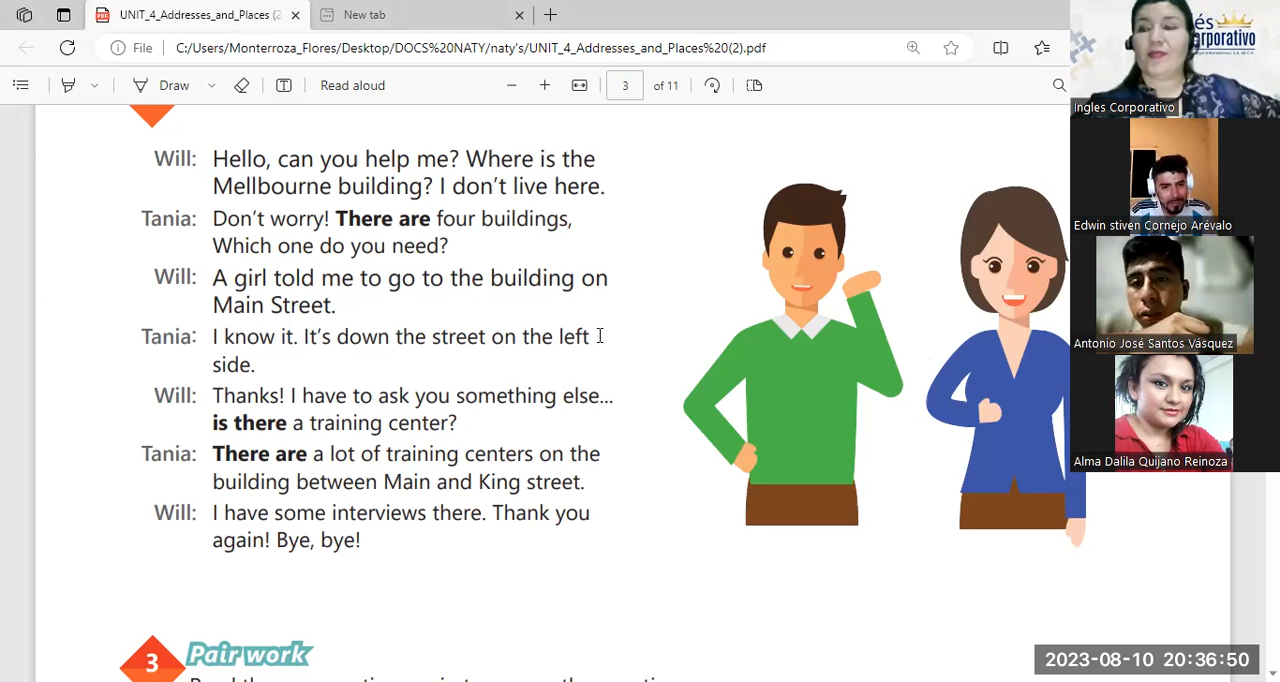 UNIT_4_Addresses_and_Places (2
New tab
File
C:/Users/Monterroza_Flores/Desktop/DOCS%20NATY/naty's/UNIT_4_Addresses_and_Places%20(2).pdf
Draw
Read aloud
3
of 11
Will: Hello, can you help me? Where is the
Mellbourne building? I don't live here.
Tania: Don't worry! There are four buildings,
Which one do you need?
Will: A girl told me to go to the building on
Main Street.
Tania: I know it. It's down the street on the left
side.
Will: Thanks! I have to ask you something else...
is there a training center?
Tania: There are a lot of training centers on the
building between Main and King street.
Will: I have some interviews there. Thank you
again! Bye, bye!
3
Pair work
és
orporativo
Ingles Corporativo
Edwin stiven Cornejo Arévalo
Antonio José Santos Vásquez
Alma Dalila Quijano Reinoza
2023-08-10 20:36:50